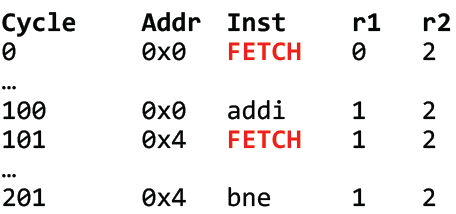 Cycle Addr Inst r1 r2
0 0x0 FETCH 0 2
…
100 0x0 addi 1 2
101 0x4 FETCH 1 2
…
201 0x4 bne 1 2